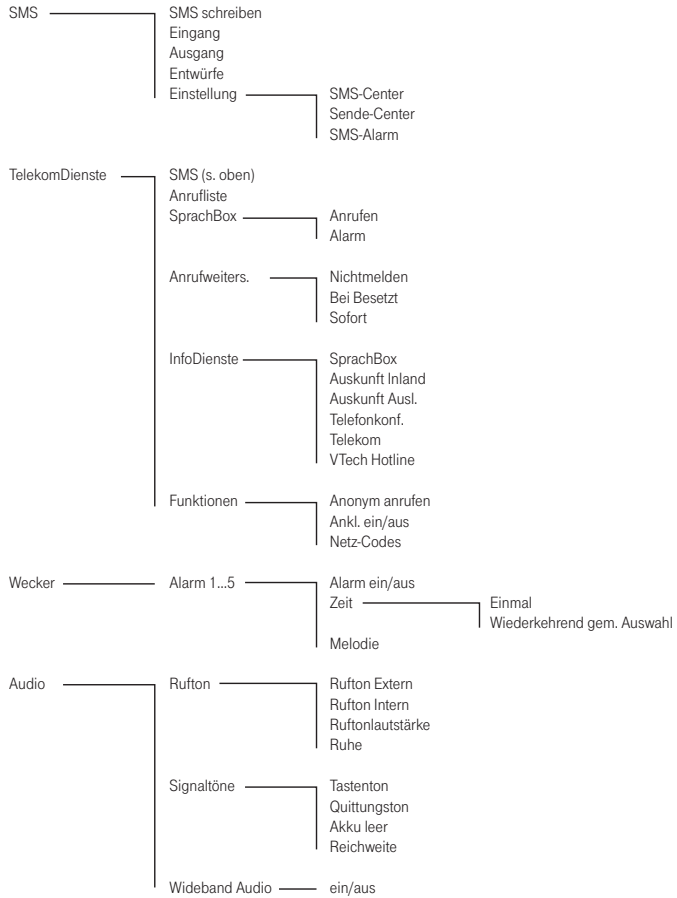 SMS SMS schreiben
Eingang
Ausgang
Entwürfe
Einstellung SMS-Center
Sende-Center
SMS-Alarm
TelekomDienste SMS (s. oben)
Anrufliste
SprachBox Anrufen
Alarm
Anrufweiters. Nichtmelden
Bei Besetzt
Sofort
InfoDienste SprachBox
Auskunft Inland
Auskunft Ausl.
Telefonkonf.
Telekom
VTech Hotline
Funktionen Anonym anrufen
Ankl. ein/aus
Netz-Codes
Wecker Alarm 1...5 Alarm ein/aus
Zeit Einmal
Wiederkehrend gem. Auswahl
Melodie
Audio Rufton Rufton Extern
Rufton Intern
Ruftonlautstärke
Ruhe
Signaltöne Tastenton
Quittungston
Akku leer
Reichweite
Wideband Audio ein/aus